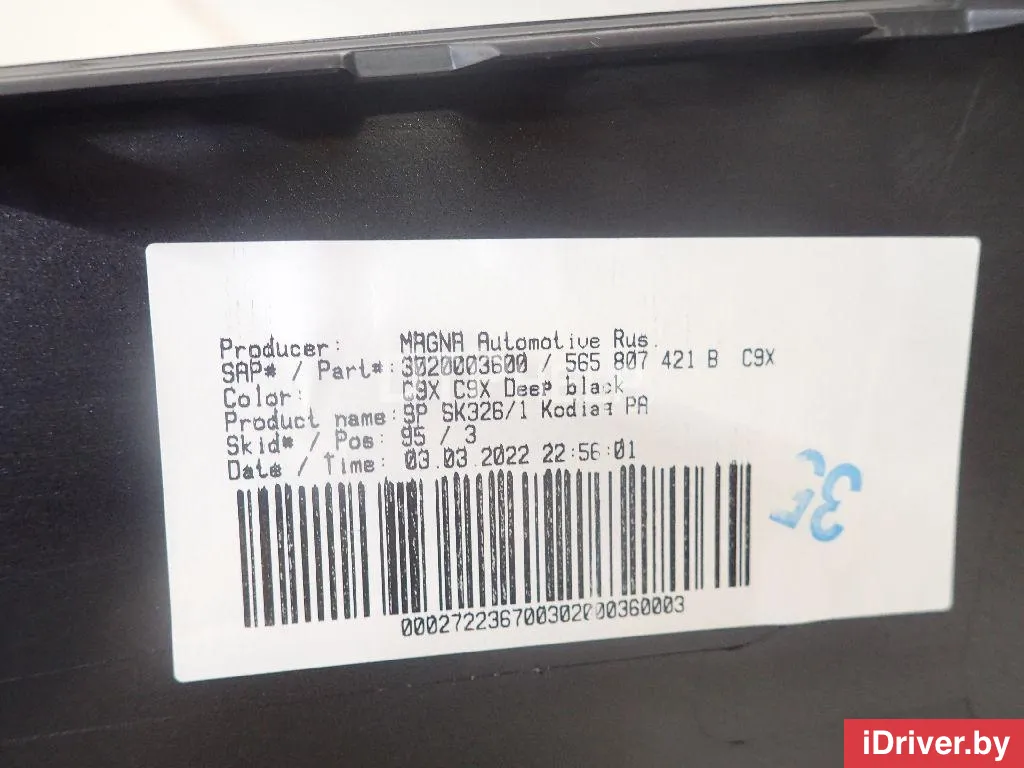 Producer: MAGNA Automotive Rus.
SAP# / Part#: 3020003600 / 565 807 421 B C9X
Color: C9X C9X Deep black
Product name: SP SK326/1 Kodiaq PA
Skid# / Pos: 95 / 3
Date / Time: 03.03.2022 22:56:01
000272236700302000360003
iDriver.by